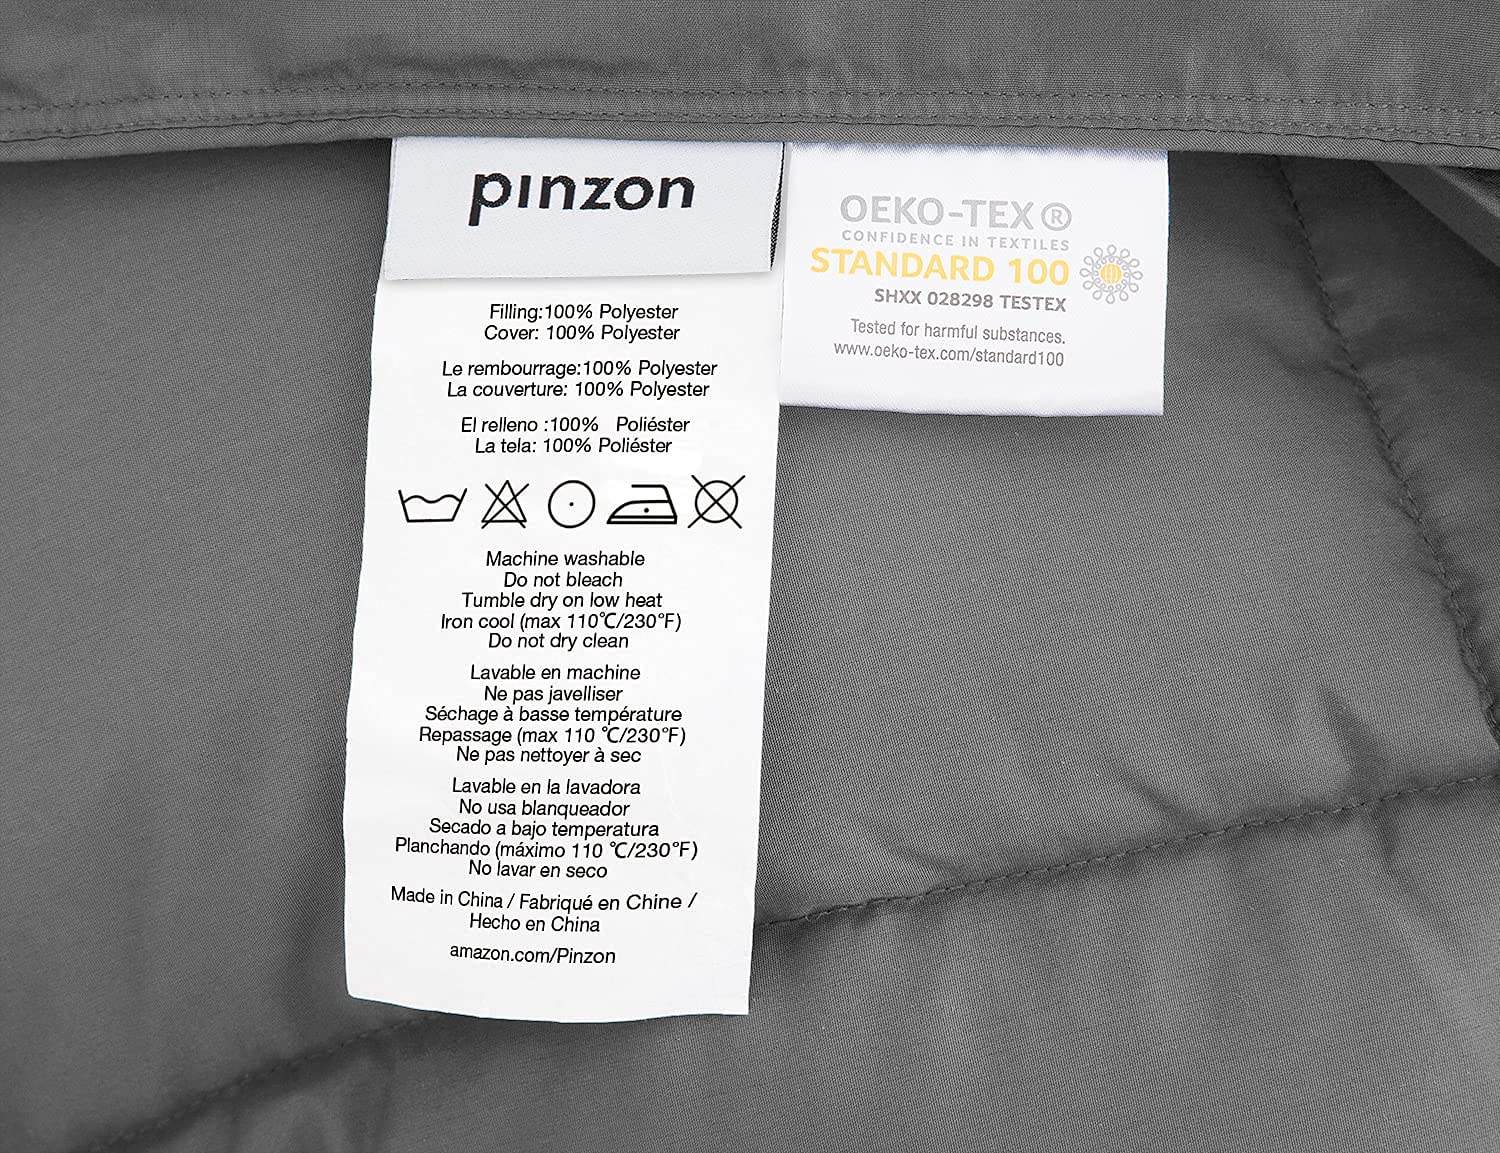 pinzon
Filling:100% Polyester
Cover: 100% Polyester
Le rembourrage:100% Polyester
La couverture: 100% Polyester
El relleno :100% Poliéster
La tela: 100% Poliéster
Machine washable
Do not bleach
Tumble dry on low heat
Iron cool (max 110℃/230°F)
Do not dry clean
Lavable en machine
Ne pas javelliser
Séchage à basse température
Repassage (max 110 ℃/230°F)
Ne pas nettoyer à sec
Lavable en la lavadora
No usa blanqueador
Secado a bajo temperatura
Planchando (máximo 110 ℃/230°F)
No lavar en seco
Made in China / Fabriqué en Chine /
Hecho en China
amazon.com/Pinzon
OEKO-TEX®
CONFIDENCE IN TEXTILES
STANDARD 100
SHXX 028298 TESTEX
Tested for harmful substances.
www.oeko-tex.com/standard100